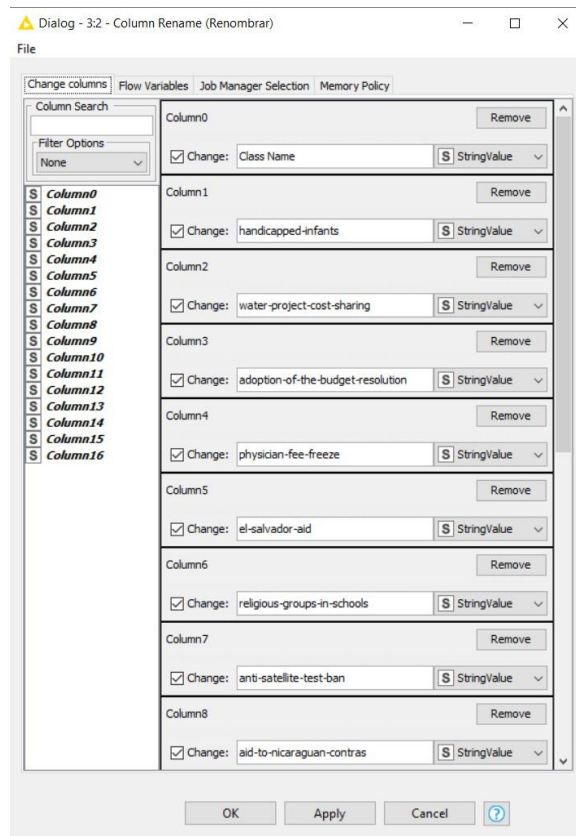 Dialog - 3:2 - Column Rename (Renombrar)
File
Change columns Flow Variables Job Manager Selection Memory Policy
Column Search
Filter Options
None
S Column0
S Column1
S Column2
S Column3
S Column4
S Column5
S Column6
S Column7
S Column8
S Column9
S Column10
S Column11
S Column12
S Column13
S Column14
S Column15
S Column16
Column0 Remove
Change: Class Name S StringValue
Column1 Remove
Change: handicapped-infants S StringValue
Column2 Remove
Change: water-project-cost-sharing S StringValue
Column3 Remove
Change: adoption-of-the-budget-resolution S StringValue
Column4 Remove
Change: physician-fee-freeze S StringValue
Column5 Remove
Change: el-salvador-aid S StringValue
Column6 Remove
Change: religious-groups-in-schools S StringValue
Column7 Remove
Change: anti-satellite-test-ban S StringValue
Column8 Remove
Change: aid-to-nicaraguan-contras S StringValue
OK Apply Cancel ?